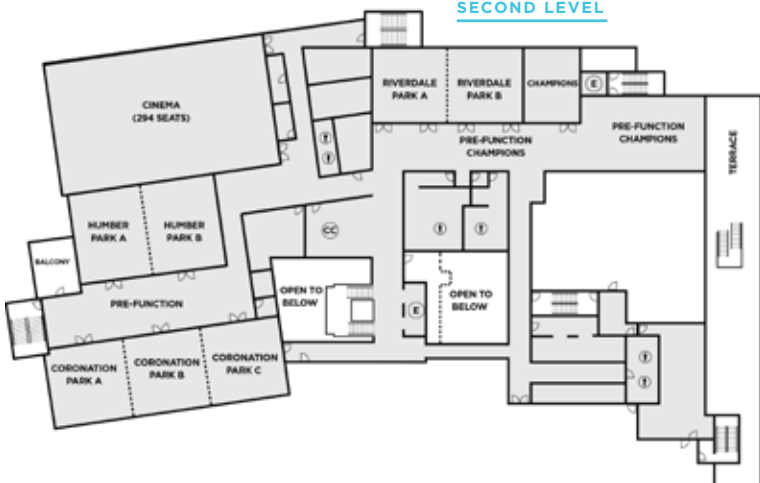 SECOND LEVEL
CINEMA
(294 SEATS)
RIVERDALE
PARK A
RIVERDALE
PARK B
CHAMPIONS
E
PRE-FUNCTION
CHAMPIONS
PRE-FUNCTION
CHAMPIONS
TERRACE
HUMBER
PARK A
HUMBER
PARK B
CC
BALCONY
OPEN TO
BELOW
E
OPEN TO
BELOW
PRE-FUNCTION
CORONATION
PARK A
CORONATION
PARK B
CORONATION
PARK C